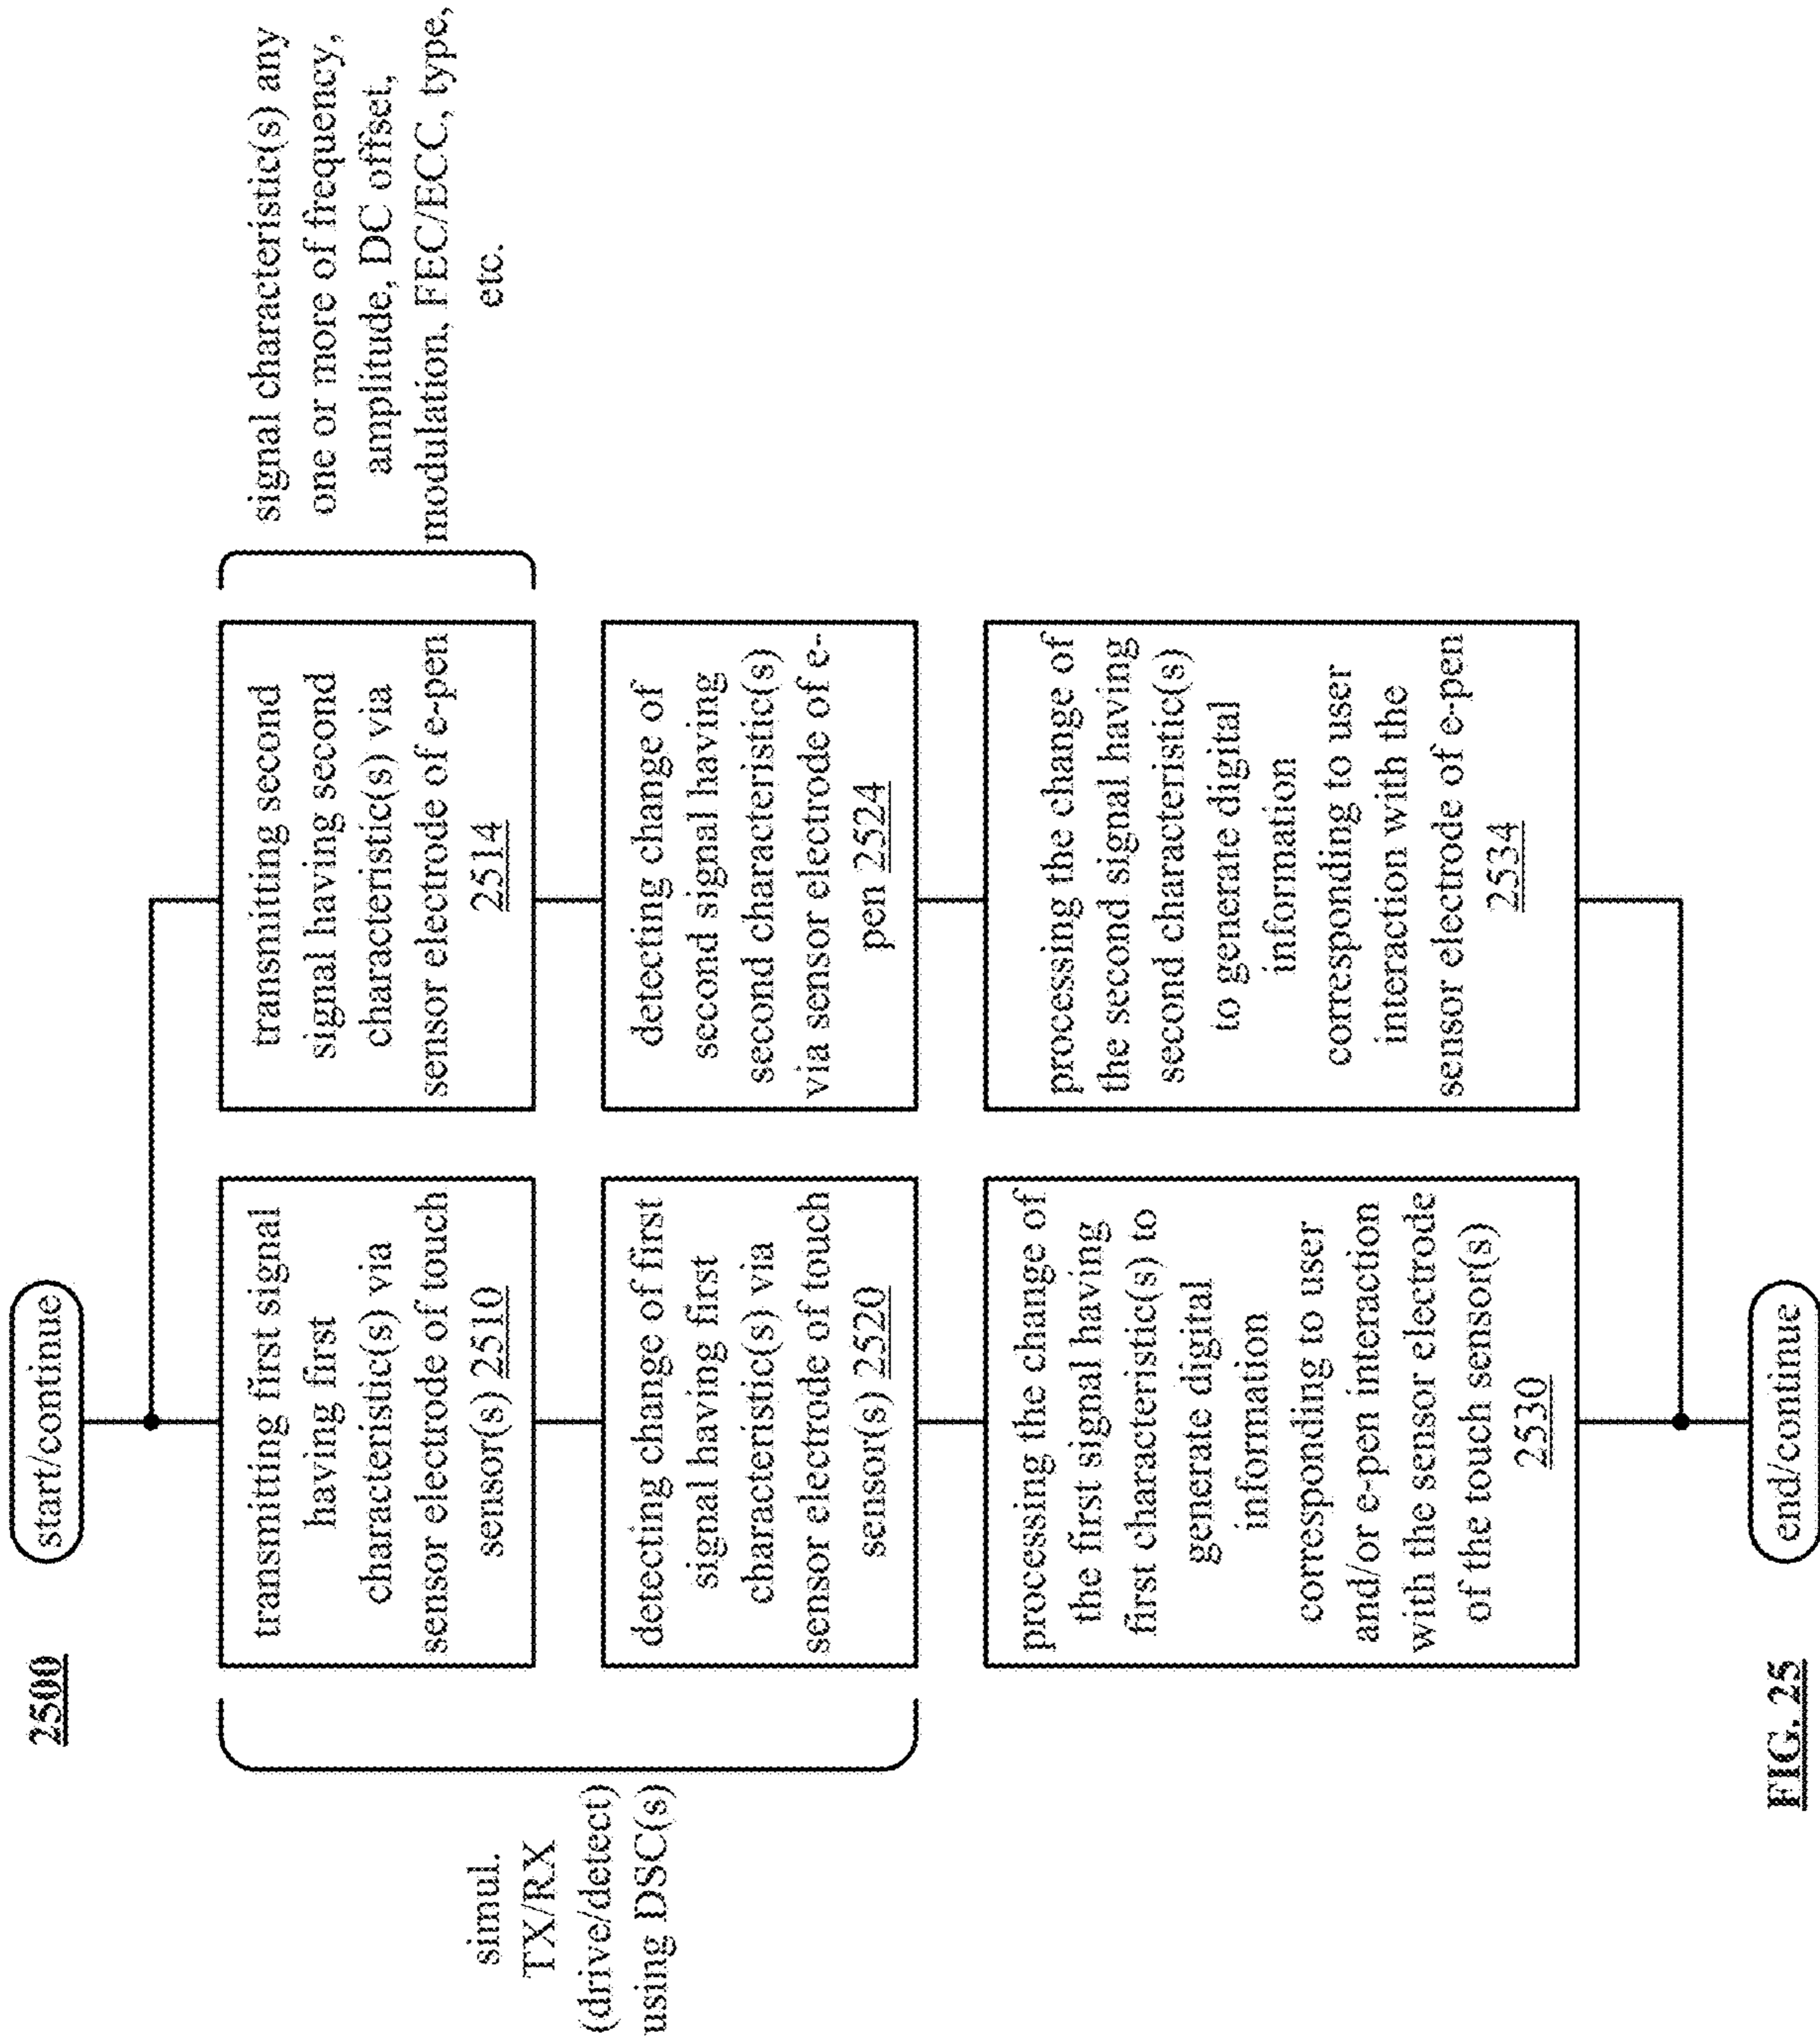 2500
start/continue
transmitting first signal
having first
characteristic(s) via
sensor electrode of touch
sensor(s) 2510
transmitting second
signal having second
characteristic(s) via
sensor electrode of e-pen
2514
signal characteristic(s) any
one or more of frequency,
amplitude, DC offset,
modulation, FEC/ECC, type,
etc.
simul.
TX/RX
(drive/detect)
using DSC(s)
detecting change of first
signal having first
characteristic(s) via
sensor electrode of touch
sensor(s) 2520
detecting change of
second signal having
second characteristic(s)
via sensor electrode of e-
pen 2524
processing the change of
the first signal having
first characteristic(s) to
generate digital
information
corresponding to user
and/or e-pen interaction
with the sensor electrode
of the touch sensor(s)
2530
processing the change of
the second signal having
second characteristic(s)
to generate digital
information
corresponding to user
interaction with the
sensor electrode of e-pen
2534
FIG. 25
end/continue